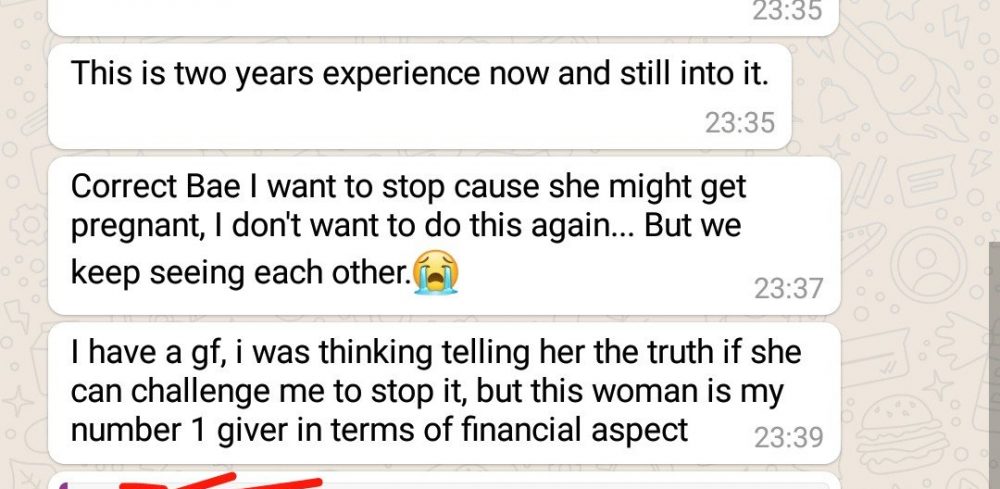 23:35
This is two years experience now and still into it.
23:35
Correct Bae I want to stop cause she might get
pregnant, I don't want to do this again... But we
keep seeing each other.😭
23:37
I have a gf, i was thinking telling her the truth if she
can challenge me to stop it, but this woman is my
number 1 giver in terms of financial aspect
23:39